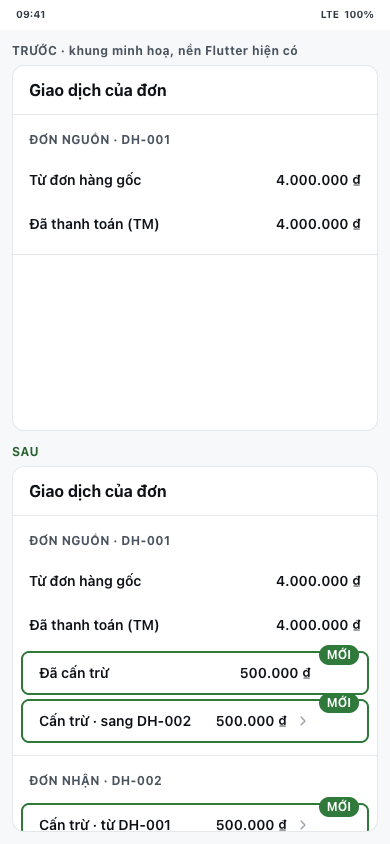 09:41 LTE 100%
TRƯỚC · khung minh hoạ, nền Flutter hiện có
Giao dịch của đơn
ĐƠN NGUỒN · DH-001
Từ đơn hàng gốc 4.000.000 ₫
Đã thanh toán (TM) 4.000.000 ₫
SAU
Giao dịch của đơn
ĐƠN NGUỒN · DH-001
Từ đơn hàng gốc 4.000.000 ₫
Đã thanh toán (TM) 4.000.000 ₫
MỚI
Đã cấn trừ 500.000 ₫
MỚI
Cấn trừ · sang DH-002 500.000 ₫
ĐƠN NHẬN · DH-002
MỚI
Cấn trừ · từ DH-001 500.000 ₫